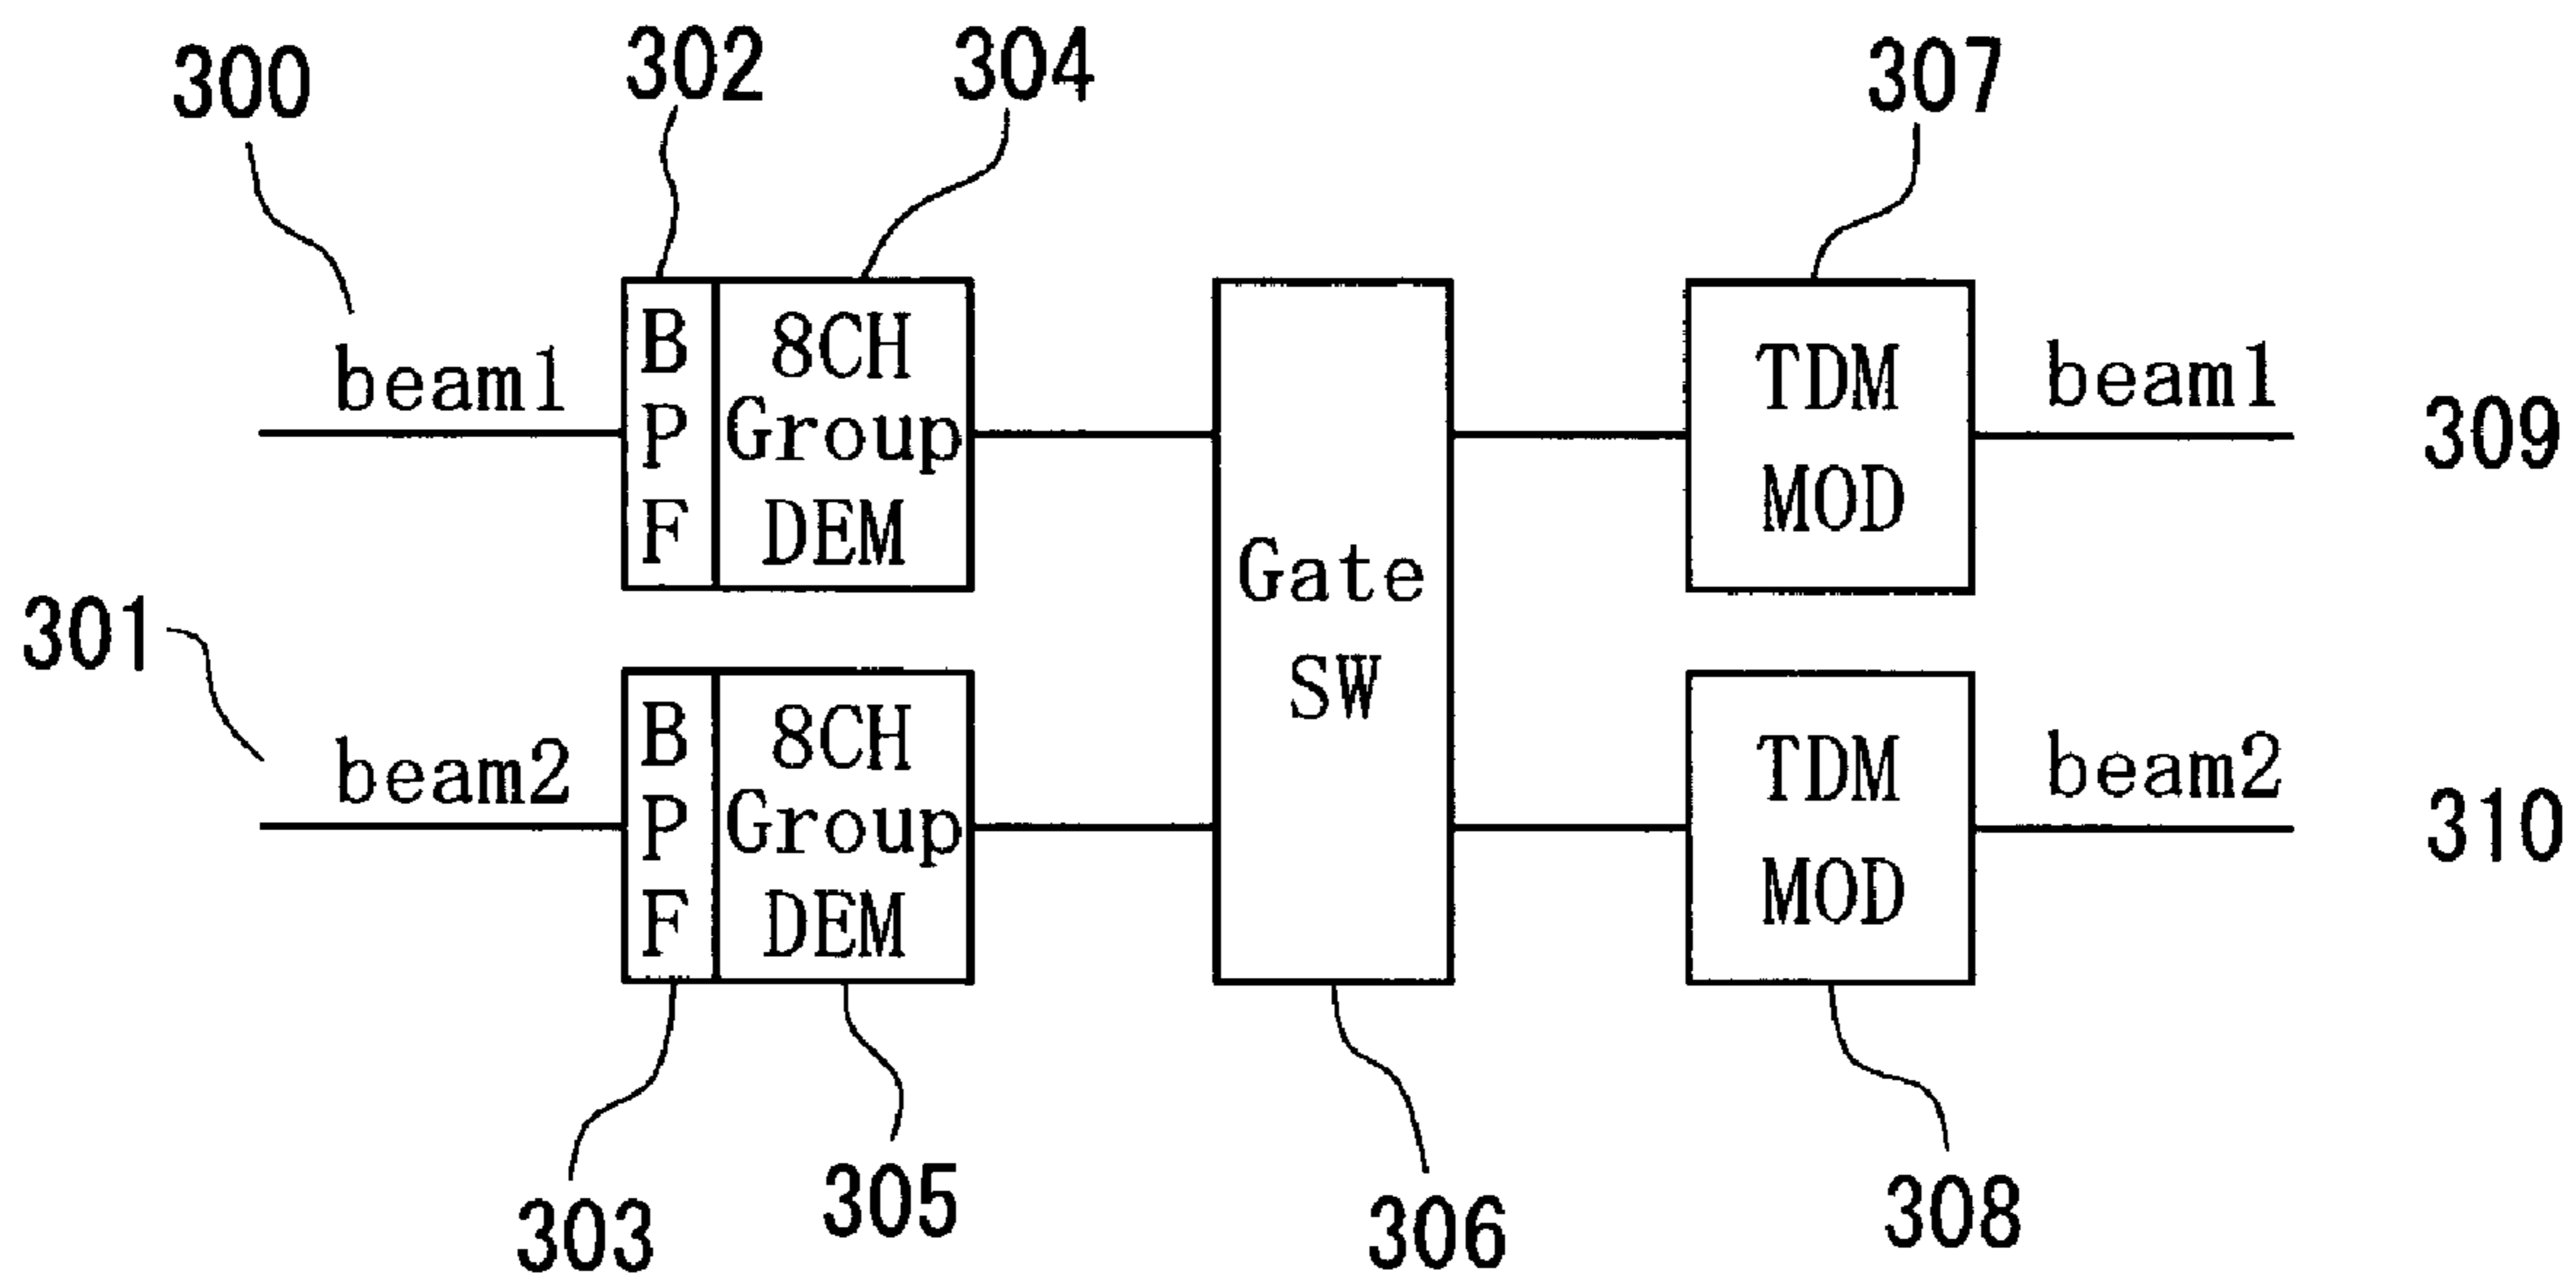 300
302
304
307
beam1
B
P
F
8CH
Group
DEM
TDM
MOD
beam1
309
Gate
SW
301
beam2
B
P
F
8CH
Group
DEM
TDM
MOD
beam2
310
303
305
306
308